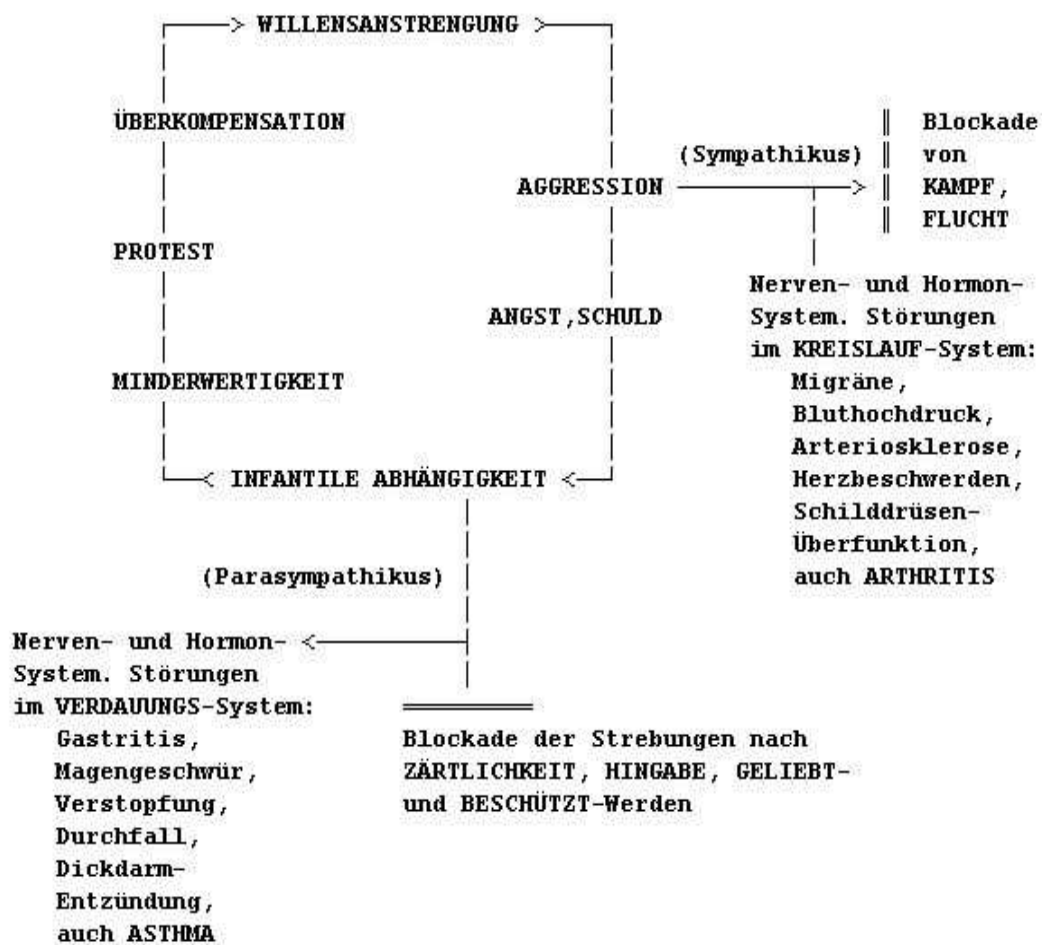 WILLENSANSTRENGUNG
ÜBERKOMPENSATION
PROTEST
MINDERWERTIGKEIT
INFANTILE ABHÄNGIGKEIT
AGGRESSION
ANGST,SCHULD
(Sympathikus)
Blockade
von
KAMPF,
FLUCHT
Nerven- und Hormon-
System. Störungen
im KREISLAUF-System:
Migräne,
Bluthochdruck,
Arteriosklerose,
Herzbeschwerden,
Schilddrüsen-
Überfunktion,
auch ARTHRITIS
(Parasympathikus)
Nerven- und Hormon-
System. Störungen
im VERDAUUNGS-System:
Gastritis,
Magengeschwür,
Verstopfung,
Durchfall,
Dickdarm-
Entzündung,
auch ASTHMA
Blockade der Strebungen nach
ZÄRTLICHKEIT, HINGABE, GELIEBT-
und BESCHÜTZT-Werden